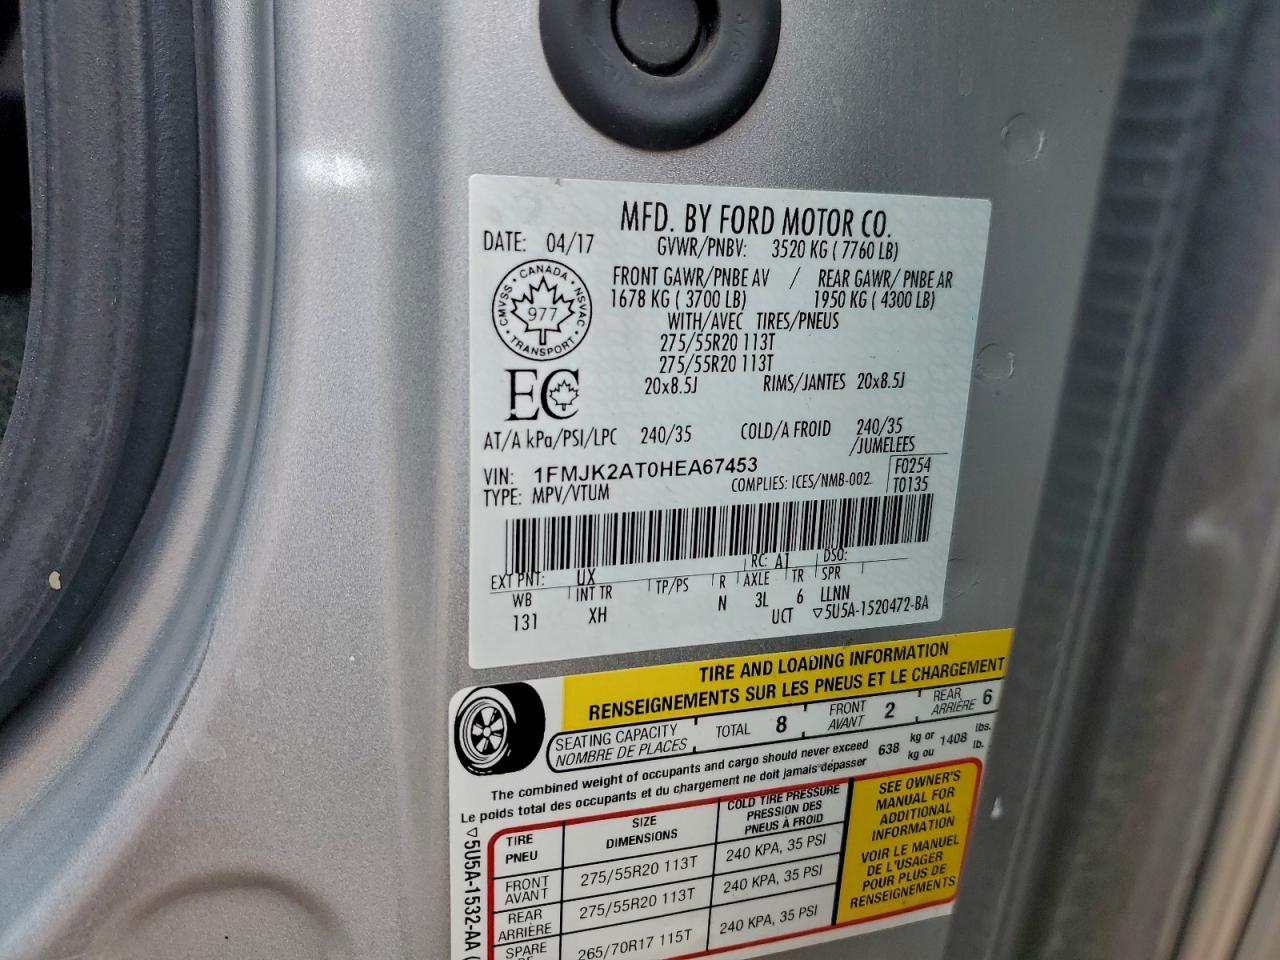 MFD. BY FORD MOTOR CO.
DATE: 04/17
GVWR/PNBV: 3520 KG ( 7760 LB)
FRONT GAWR/PNBE AV / REAR GAWR/ PNBE AR
1678 KG ( 3700 LB) 1950 KG ( 4300 LB)
WITH/AVEC TIRES/PNEUS
275/55R20 113T
275/55R20 113T
20x8.5J RIMS/JANTES 20x8.5J
CANADA
CMVSS NSVAC
977
TRANSPORT
EC
AT/A kPa/PSI/LPC 240/35 COLD/A FROID 240/35
/JUMELEES
VIN: 1FMJK2AT0HEA67453
F0254
TYPE: MPV/VTUM COMPLIES: ICES/NMB-002
T0135
EXT PNT: UX RC: A1 DSO:
WB INT TR TP/PS R AXLE TR SPR
131 XH N 3L 6 LLNN
UCT ▽5U5A-1520472-BA
TIRE AND LOADING INFORMATION
RENSEIGNEMENTS SUR LES PNEUS ET LE CHARGEMENT
SEATING CAPACITY TOTAL 8 FRONT 2 REAR 6
NOMBRE DE PLACES AVANT ARRIÈRE
The combined weight of occupants and cargo should never exceed 638 kg or 1408 lbs.
Le poids total des occupants et du chargement ne doit jamais dépasser kg ou lb.
TIRE SIZE COLD TIRE PRESSURE
PNEU DIMENSIONS PRESSION DES PNEUS À FROID
FRONT 275/55R20 113T 240 KPA, 35 PSI
AVANT
REAR 275/55R20 113T 240 KPA, 35 PSI
ARRIÈRE
SPARE 265/70R17 115T 240 KPA, 35 PSI
SEE OWNER'S
MANUAL FOR
ADDITIONAL
INFORMATION
VOIR LE MANUEL
DE L'USAGER
POUR PLUS DE
RENSEIGNEMENTS
▽5U5A-1532-AA (